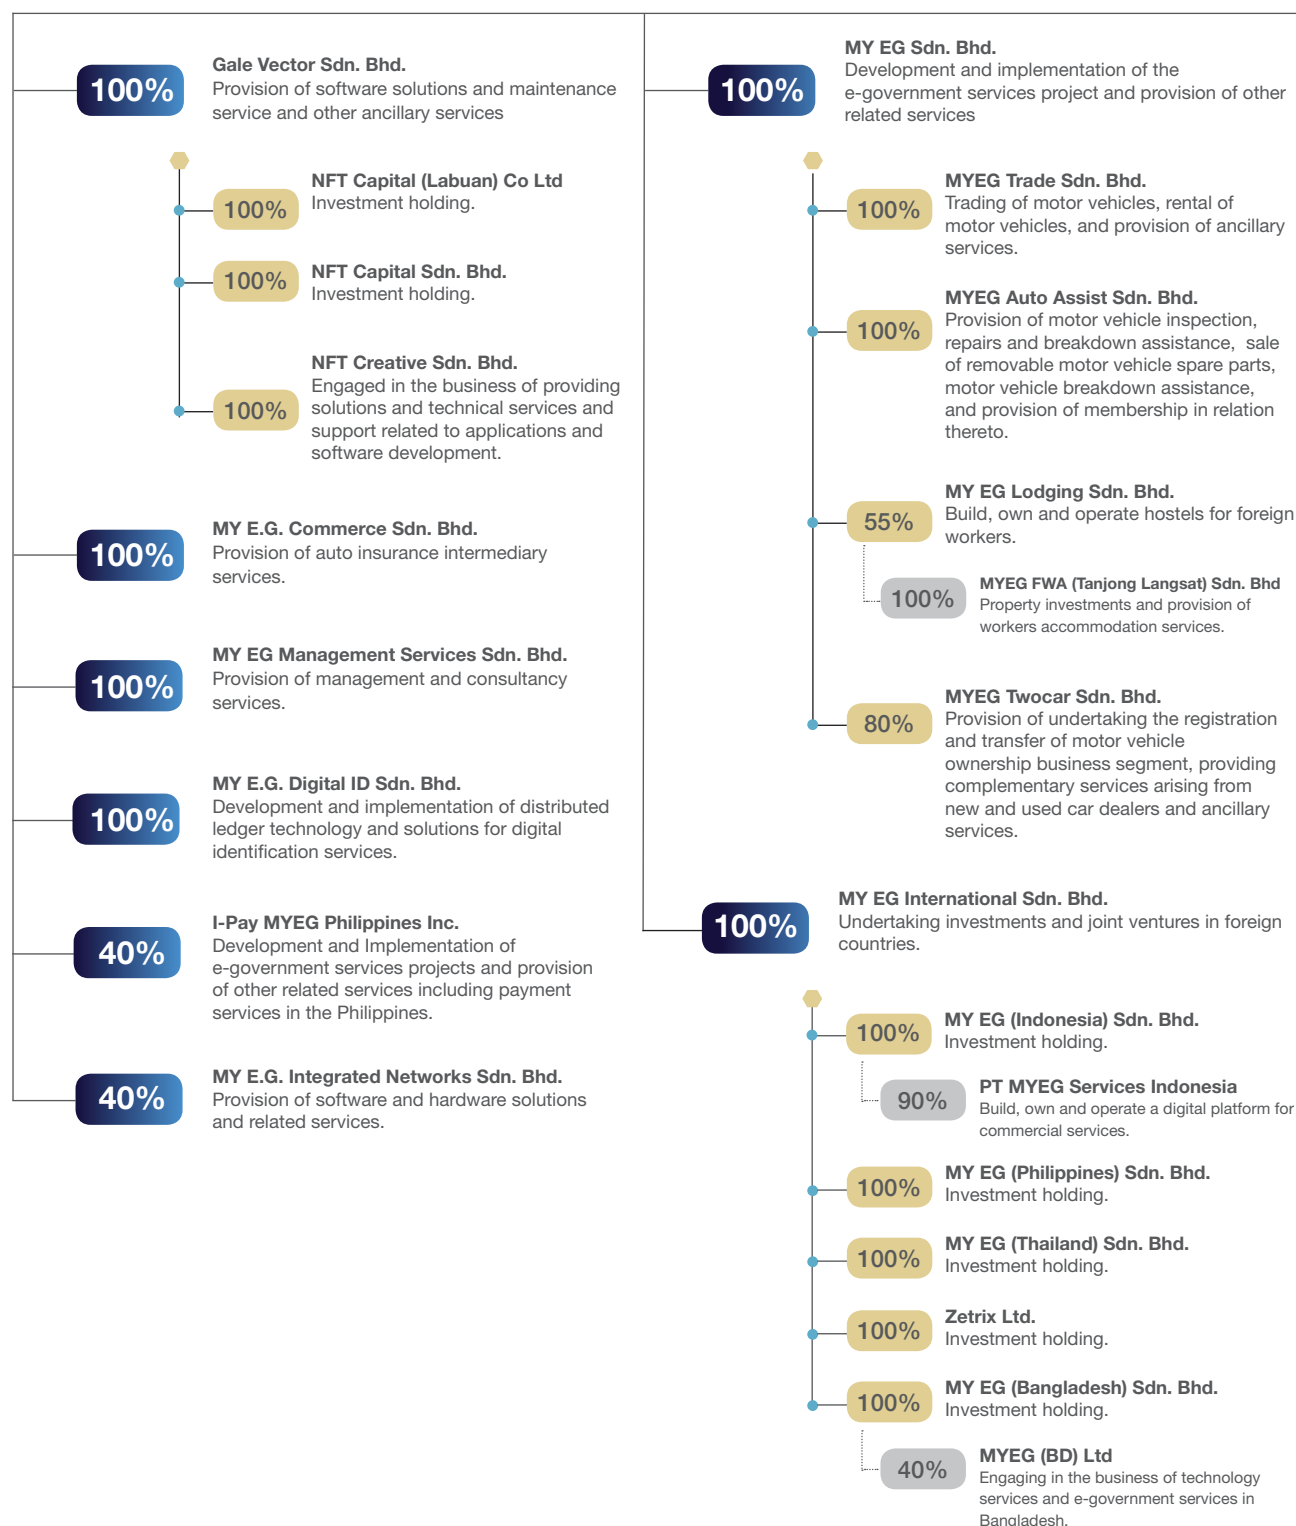 100%
Gale Vector Sdn. Bhd.
Provision of software solutions and maintenance
service and other ancillary services
100%
NFT Capital (Labuan) Co Ltd
Investment holding.
100%
NFT Capital Sdn. Bhd.
Investment holding.
100%
NFT Creative Sdn. Bhd.
Engaged in the business of providing
solutions and technical services and
support related to applications and
software development.
100%
MY E.G. Commerce Sdn. Bhd.
Provision of auto insurance intermediary
services.
100%
MY EG Management Services Sdn. Bhd.
Provision of management and consultancy
services.
100%
MY E.G. Digital ID Sdn. Bhd.
Development and implementation of distributed
ledger technology and solutions for digital
identification services.
40%
I-Pay MYEG Philippines Inc.
Development and Implementation of
e-government services projects and provision
of other related services including payment
services in the Philippines.
40%
MY E.G. Integrated Networks Sdn. Bhd.
Provision of software and hardware solutions
and related services.
100%
MY EG Sdn. Bhd.
Development and implementation of the
e-government services project and provision of other
related services
100%
MYEG Trade Sdn. Bhd.
Trading of motor vehicles, rental of
motor vehicles, and provision of ancillary
services.
100%
MYEG Auto Assist Sdn. Bhd.
Provision of motor vehicle inspection,
repairs and breakdown assistance, sale
of removable motor vehicle spare parts,
motor vehicle breakdown assistance,
and provision of membership in relation
thereto.
55%
MY EG Lodging Sdn. Bhd.
Build, own and operate hostels for foreign
workers.
100%
MYEG FWA (Tanjong Langsat) Sdn. Bhd
Property investments and provision of
workers accommodation services.
80%
MYEG Twocar Sdn. Bhd.
Provision of undertaking the registration
and transfer of motor vehicle
ownership business segment, providing
complementary services arising from
new and used car dealers and ancillary
services.
100%
MY EG International Sdn. Bhd.
Undertaking investments and joint ventures in foreign
countries.
100%
MY EG (Indonesia) Sdn. Bhd.
Investment holding.
90%
PT MYEG Services Indonesia
Build, own and operate a digital platform for
commercial services.
100%
MY EG (Philippines) Sdn. Bhd.
Investment holding.
100%
MY EG (Thailand) Sdn. Bhd.
Investment holding.
100%
Zetrix Ltd.
Investment holding.
100%
MY EG (Bangladesh) Sdn. Bhd.
Investment holding.
40%
MYEG (BD) Ltd
Engaging in the business of technology
services and e-government services in
Bangladesh.